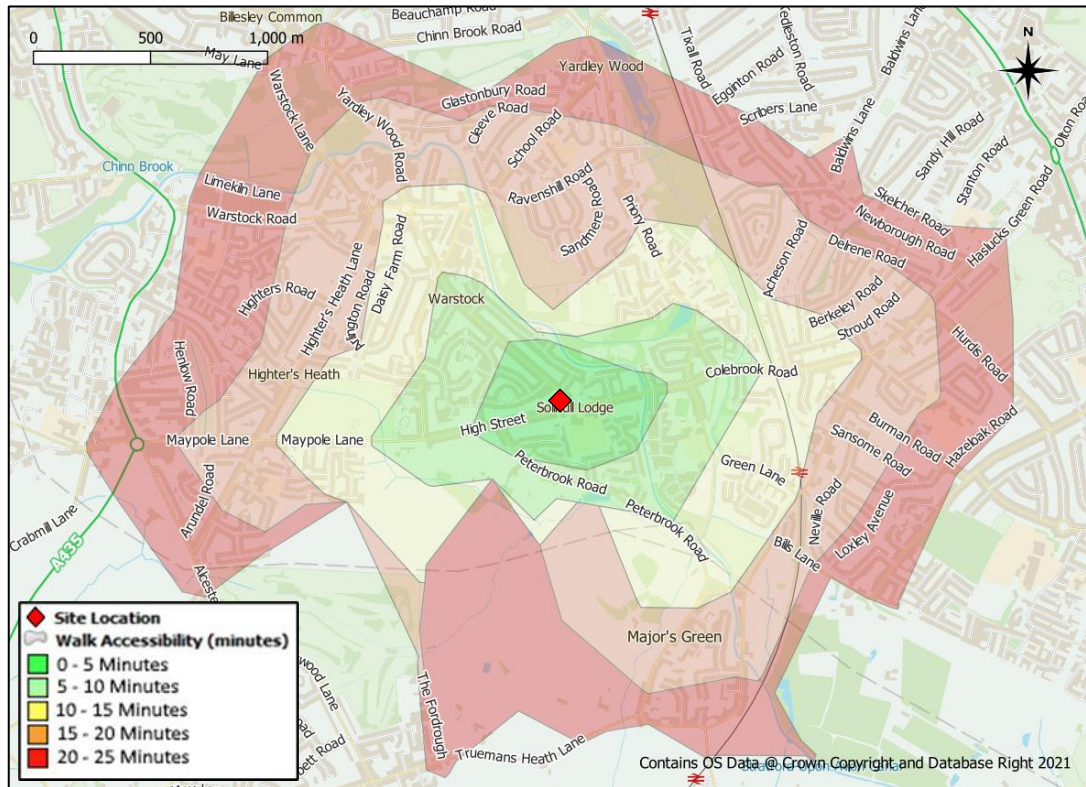 Billesley Common
Beauchamp Road
Chinn Brook Road
0 500 1,000 m
May Lane
Warstock Lane
Yardley Wood Road
Glastonbury Road
Cleeve Road
School Road
Yardley Wood
Tixall Road
Egginton Road
Scribers Lane
Baldwins Lane
Baldwins Lane
Sandy Hill Road
Stanton Road
Olton Road
N
Chinn Brook
Limekiln Lane
Warstock Road
Ravenshill Road
Sandmere Road
Priory Road
Skelcher Road
Newborough Road
Haslucks Green Road
Delrene Road
Acheson Road
Berkeley Road
Stroud Road
Hurdis Road
Daisy Farm Road
Highter's Heath Lane
Arlington Road
Highters Road
Warstock
Henlow Road
Highter's Heath
Colebrook Road
High Street
Maypole Lane
Maypole Lane
Peterbrook Road
Peterbrook Road
Green Lane
Burman Road
Sansome Road
Hazebak Road
Neville Road
Loxley Avenue
Bills Lane
Arundel Road
Crabmill Lane
A435
Major's Green
The Fordrough
Truemans Heath Lane
Site Location
Walk Accessibility (minutes)
0 - 5 Minutes
5 - 10 Minutes
10 - 15 Minutes
15 - 20 Minutes
20 - 25 Minutes
Contains OS Data @ Crown Copyright and Database Right 2021